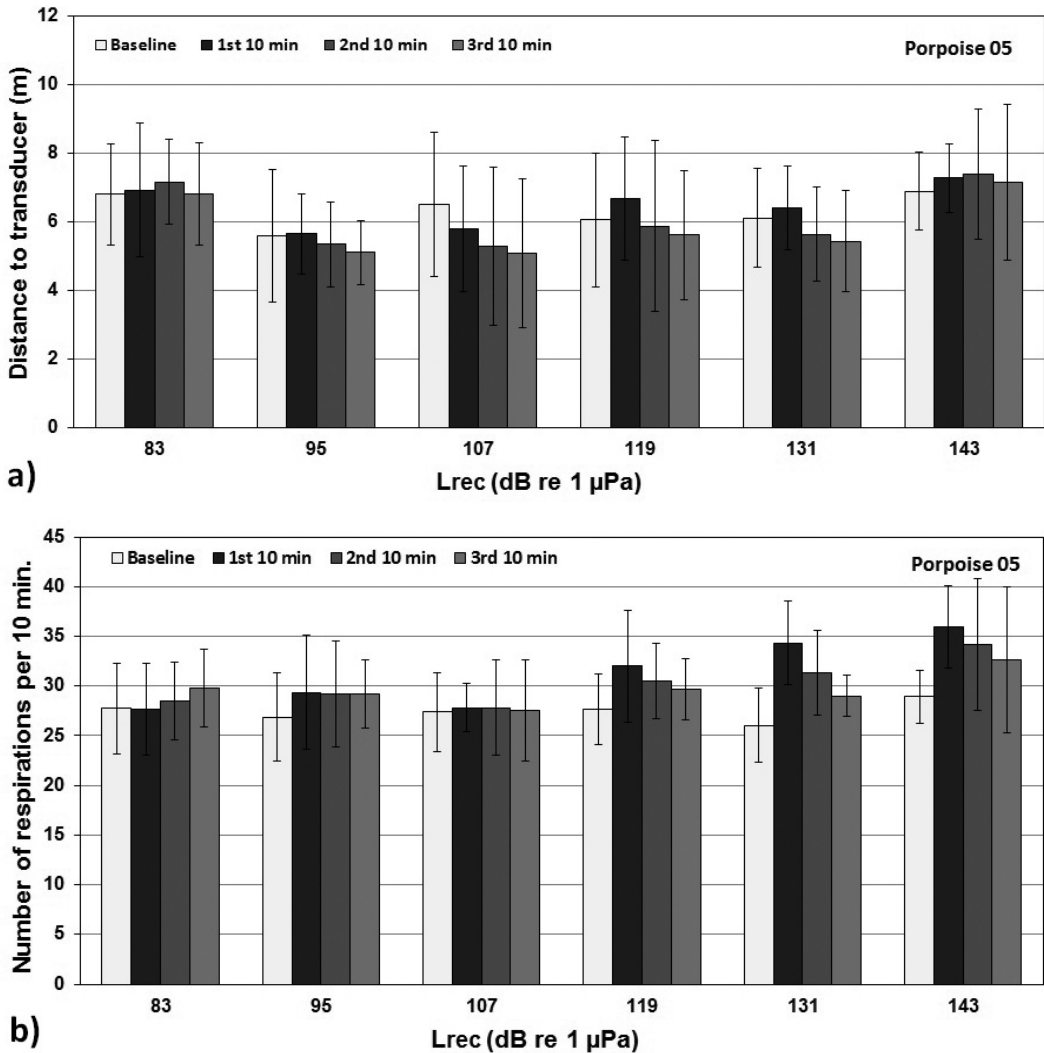 12
10
8
6
4
2
0
Distance to transducer (m)
Baseline 1st 10 min 2nd 10 min 3rd 10 min
Porpoise 05
83 95 107 119 131 143
Lrec (dB re 1 µPa)
a)
45
40
35
30
25
20
15
10
5
0
Number of respirations per 10 min.
Baseline 1st 10 min 2nd 10 min 3rd 10 min
Porpoise 05
83 95 107 119 131 143
Lrec (dB re 1 µPa)
b)